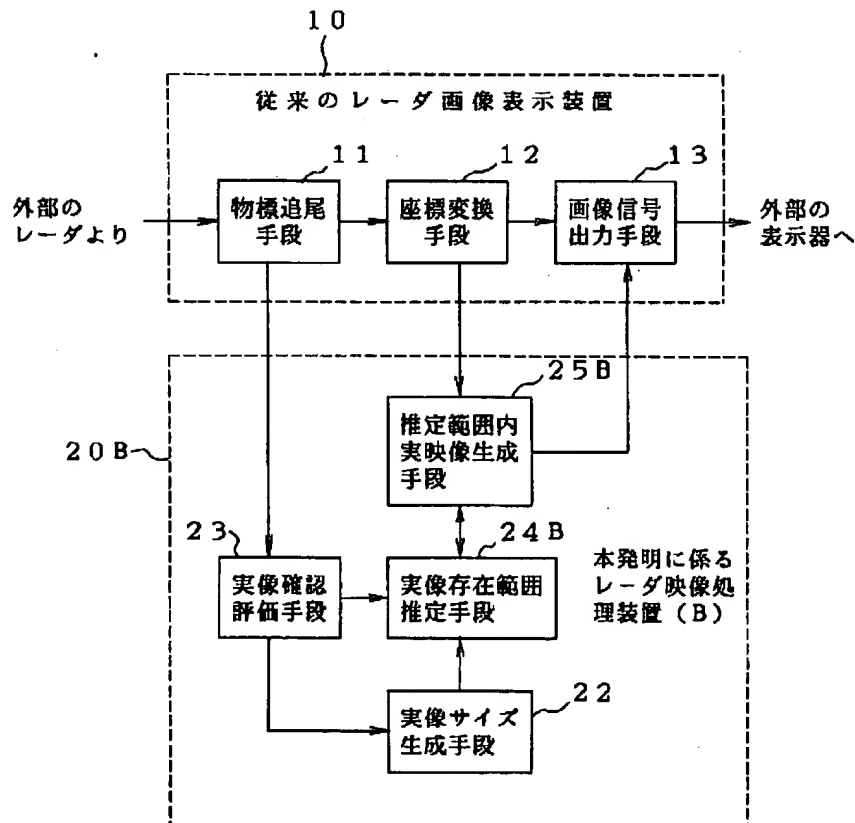 10
従来のレーダ画像表示装置
11
12
13
外部の
レーダより
物標追尾
手段
座標変換
手段
画像信号
出力手段
外部の
表示器へ
25B
推定範囲内
実映像生成
手段
20B
23
24B
実像確認
評価手段
実像存在範囲
推定手段
本発明に係る
レーダ映像処
理装置(B)
22
実像サイズ
生成手段